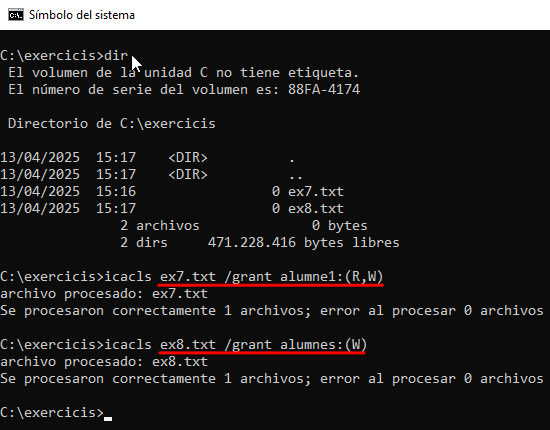 Símbolo del sistema
C:\exercicis>dir
El volumen de la unidad C no tiene etiqueta.
El número de serie del volumen es: 88FA-4174
Directorio de C:\exercicis
13/04/2025  15:17    <DIR>          .
13/04/2025  15:17    <DIR>          ..
13/04/2025  15:16                 0 ex7.txt
13/04/2025  15:17                 0 ex8.txt
2 archivos              0 bytes
2 dirs     471.228.416 bytes libres
C:\exercicis>icacls ex7.txt /grant alumne1:(R,W)
archivo procesado: ex7.txt
Se procesaron correctamente 1 archivos; error al procesar 0 archivos
C:\exercicis>icacls ex8.txt /grant alumnes:(W)
archivo procesado: ex8.txt
Se procesaron correctamente 1 archivos; error al procesar 0 archivos
C:\exercicis>_